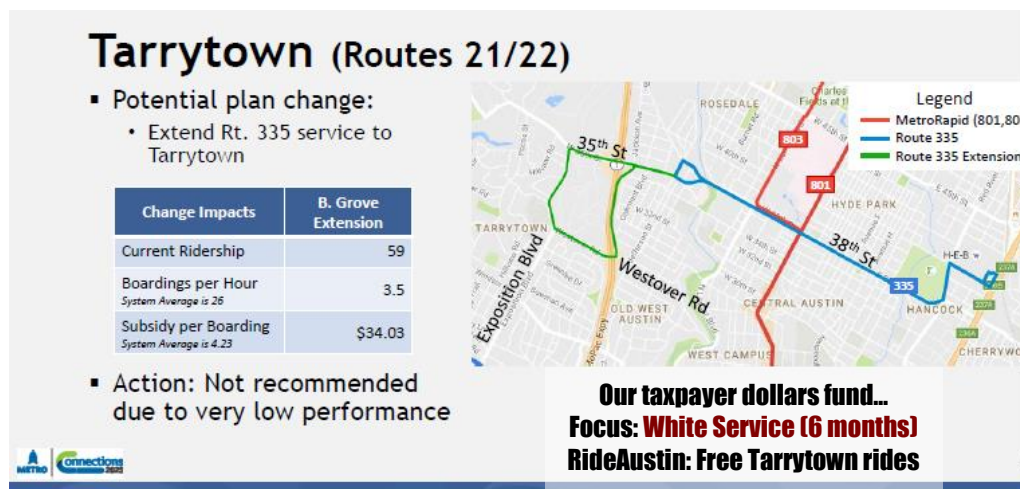 Tarrytown (Routes 21/22)
▪ Potential plan change:
• Extend Rt. 335 service to
Tarrytown
Change Impacts B. Grove Extension
Current Ridership 59
Boardings per Hour 3.5
System Average is 26
Subsidy per Boarding $34.03
System Average is 4.23
▪ Action: Not recommended
due to very low performance
Legend
MetroRapid (801,80
Route 335
Route 335 Extension
ROSEDALE
35th St
803
801
HYDE PARK
TARRYTOWN
38th St
H-E-B
335
Exposition Blvd
Westover Rd
OLD WEST
AUSTIN
CENTRAL AUSTIN
HANCOCK
WEST CAMPUS
CHERRYWO
Our taxpayer dollars fund...
Focus: White Service (6 months)
RideAustin: Free Tarrytown rides
METRO
Connections
2025